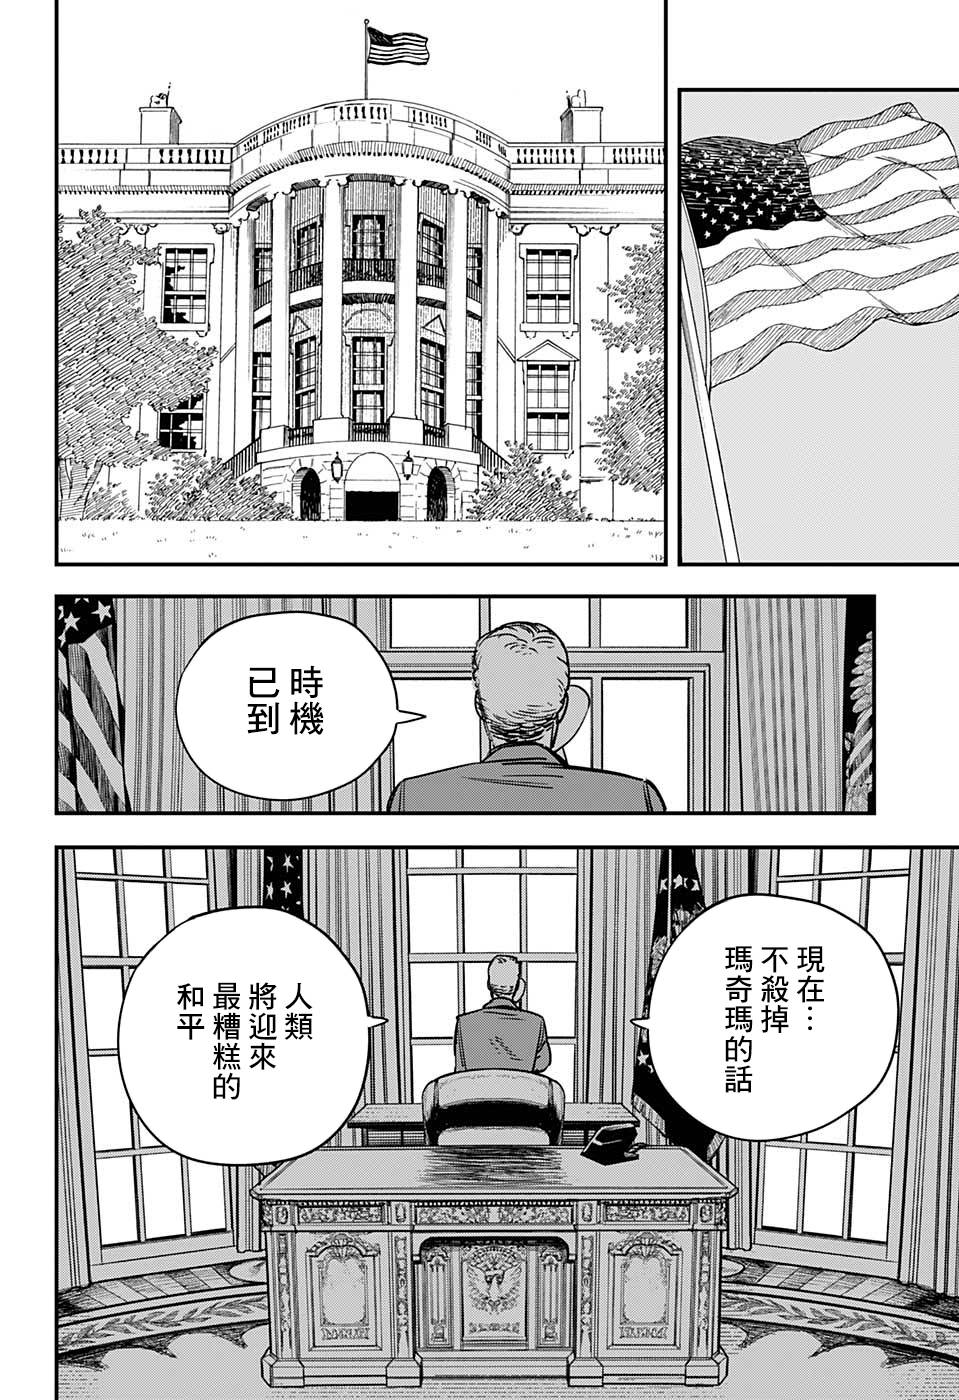 時機
已到
現在…
不殺掉
瑪奇瑪的話
人類
將迎來
最糟糕的
和平